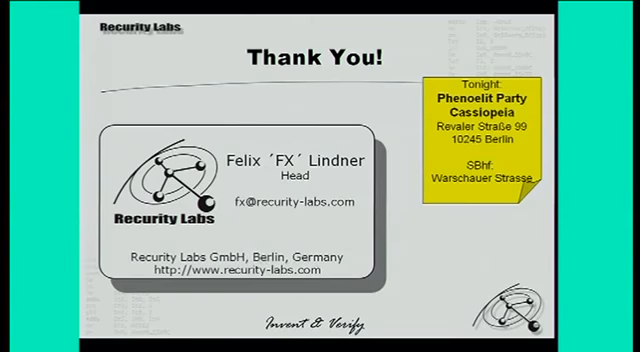 Recurity Labs
Thank You!
Tonight:
Phenoelit Party
Cassiopeia
Revaler Straße 99
10245 Berlin
SBhf:
Warschauer Strasse
Felix ´FX´ Lindner
Head
fx@recurity-labs.com
Recurity Labs
Recurity Labs GmbH, Berlin, Germany
http://www.recurity-labs.com
Invent & Verify